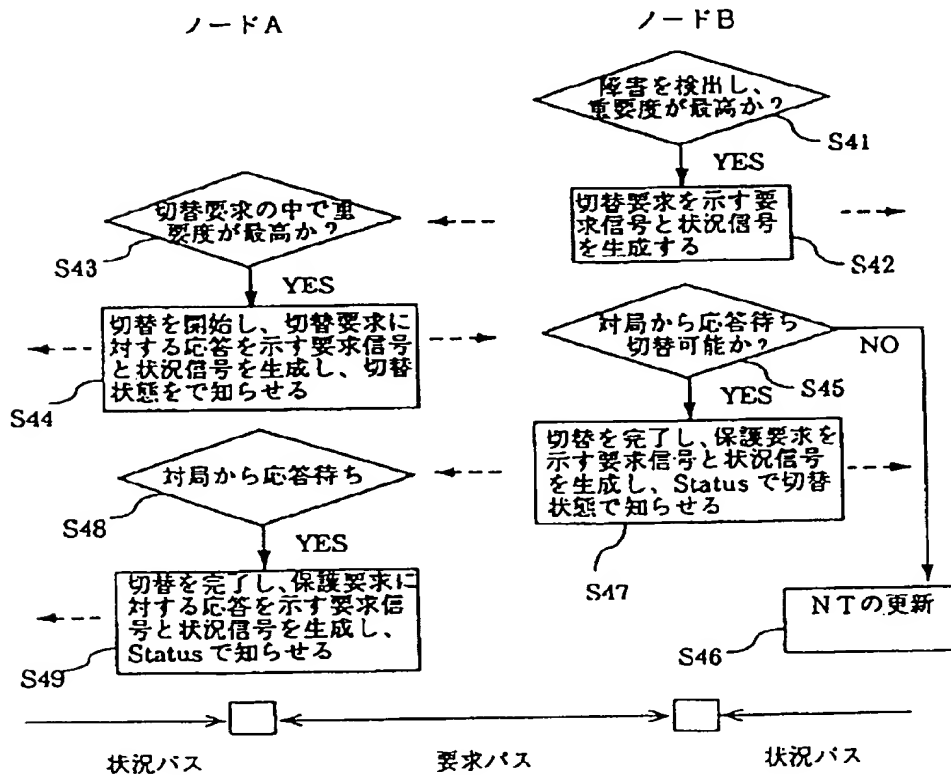 ノードA
ノードB
障害を検出し、
重要度が最高か?
S41
YES
切替要求を示す要
求信号と状況信号
を生成する
S42
切替要求の中で重
要度が最高か?
S43
YES
切替を開始し、切替要求に
対する応答を示す要求信号
と状況信号を生成し、切替
状態をで知らせる
S44
対局から応答待ち
切替可能か?
NO
S45
YES
切替を完了し、保護要求を
示す要求信号と状況信号
を生成し、Statusで切替
状態で知らせる
S47
対局から応答待ち
S48
YES
切替を完了し、保護要求に
対する応答を示す要求信
号と状況信号を生成し、
Statusで知らせる
S49
NTの更新
S46
状況パス
要求パス
状況パス